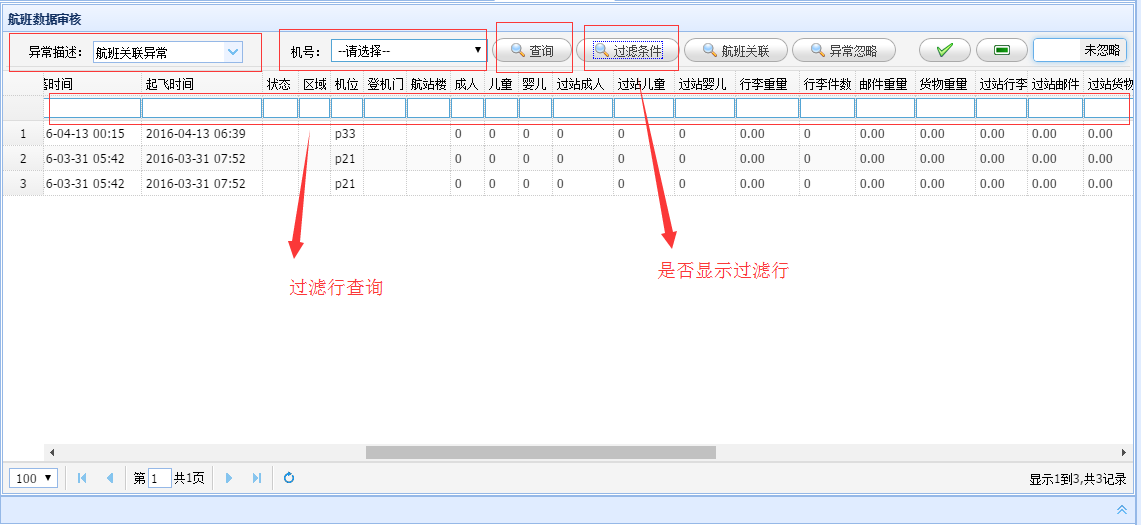 航班数据审核
异常描述: 航班关联异常 机号: --请选择-- 查询 过滤条件 航班关联 异常忽略 未忽略
时间 起飞时间 状态 区域 机位 登机门 航站楼 成人 儿童 婴儿 过站成人 过站儿童 过站婴儿 行李重量 行李件数 邮件重量 货物重量 过站行李 过站邮件 过站货物
1 6-04-13 00:15 2016-04-13 06:39 p33 0 0 0 0 0 0 0.00 0 0.00 0.00 0.00 0.00 0.00
2 6-03-31 05:42 2016-03-31 07:52 p21 0 0 0 0 0 0 0.00 0 0.00 0.00 0.00 0.00 0.00
3 6-03-31 05:42 2016-03-31 07:52 p21 0 0 0 0 0 0 0.00 0 0.00 0.00 0.00 0.00 0.00
是否显示过滤行
过滤行查询
100 第 1 共1页 显示1到3,共3记录